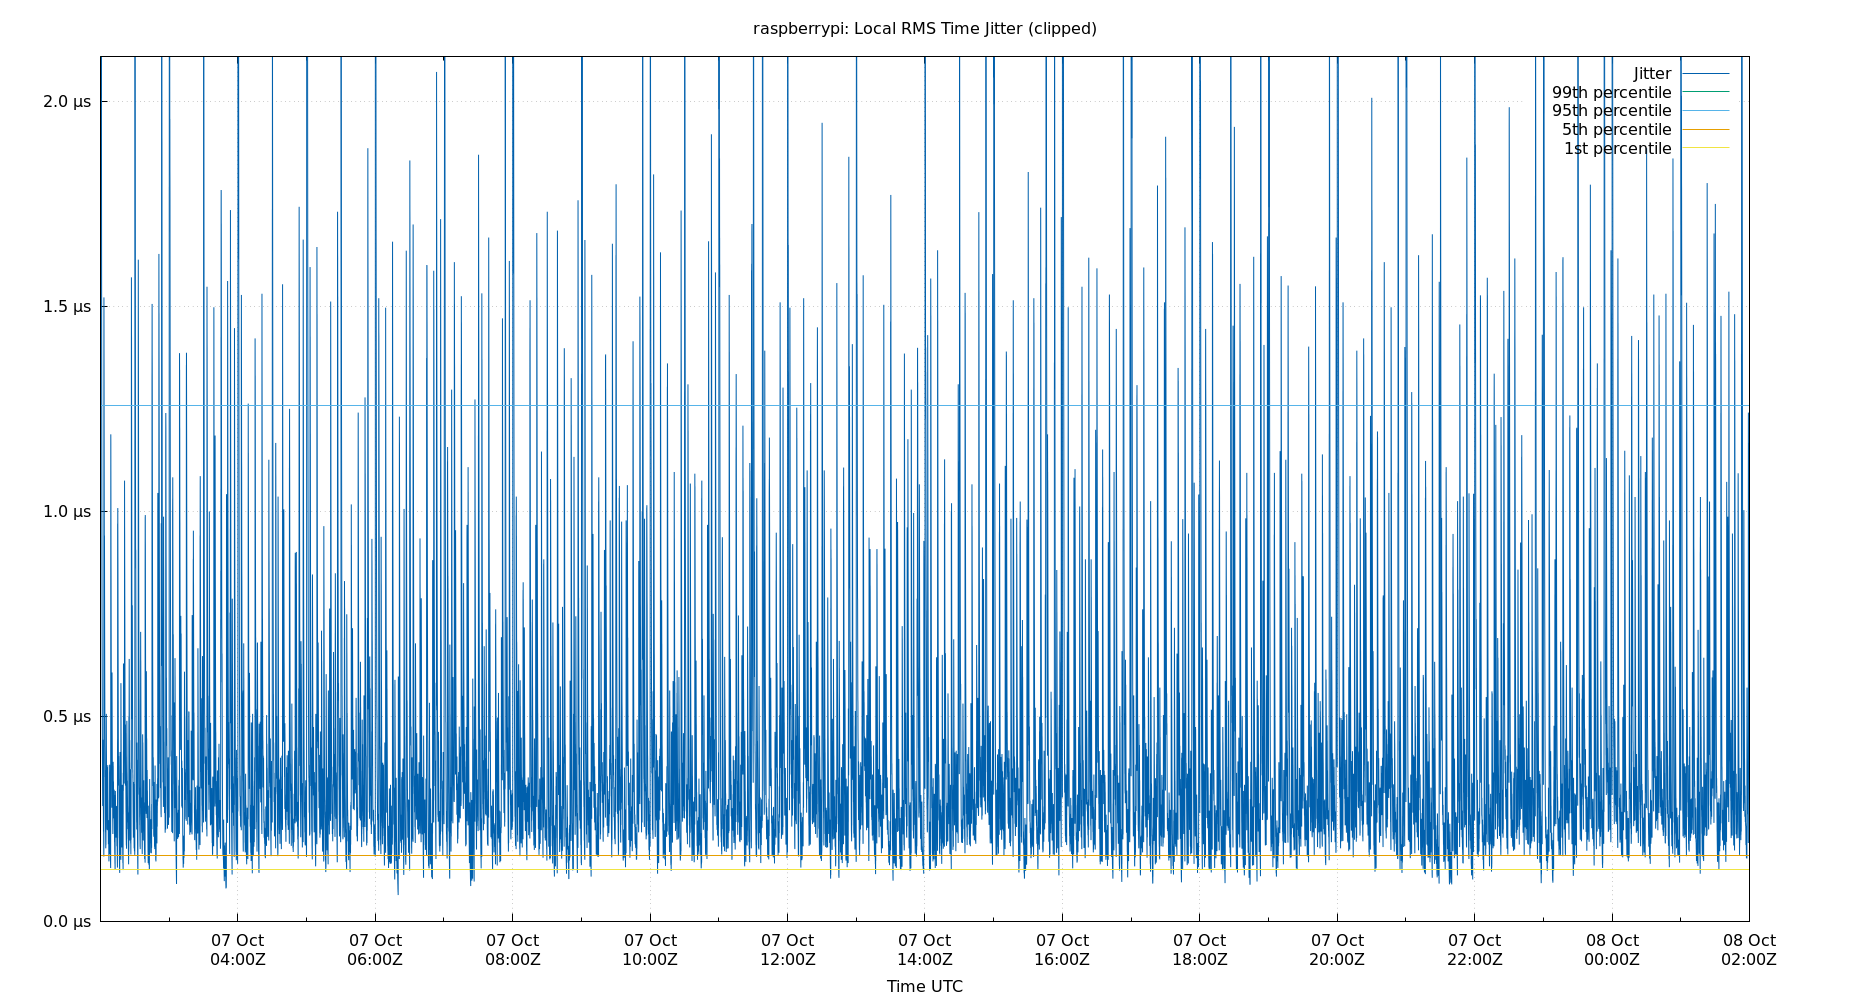 raspberrypi: Local RMS Time Jitter (clipped)
Jitter
99th percentile
95th percentile
5th percentile
1st percentile
2.0 µs
1.5 µs
1.0 µs
0.5 µs
0.0 µs
07 Oct 07 Oct 07 Oct 07 Oct 07 Oct 07 Oct 07 Oct 07 Oct 07 Oct 07 Oct 08 Oct 08 Oct
04:00Z 06:00Z 08:00Z 10:00Z 12:00Z 14:00Z 16:00Z 18:00Z 20:00Z 22:00Z 00:00Z 02:00Z
Time UTC